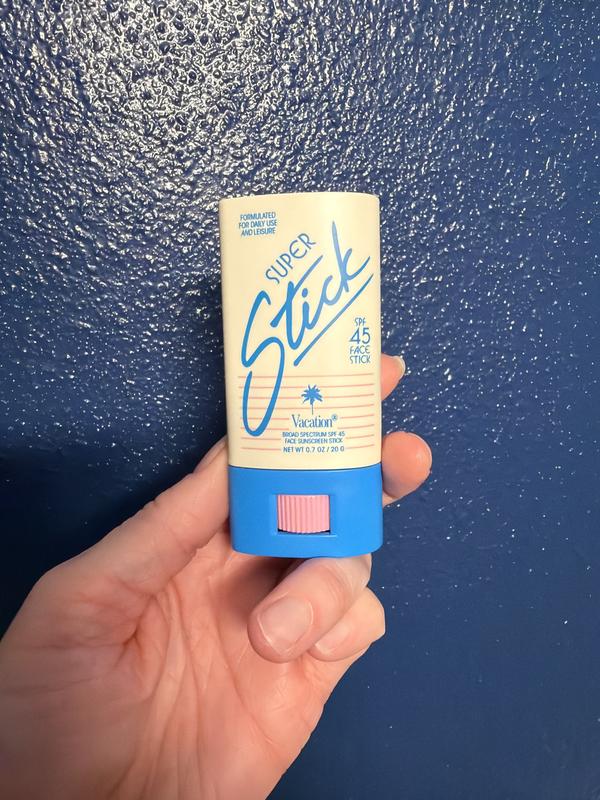 FORMULATED
FOR DAILY USE
AND LEISURE
SUPER
Stick
SPF
45
FACE
STICK
Vacation®
BROAD SPECTRUM SPF 45
FACE SUNSCREEN STICK
NET WT 0.7 OZ / 20 G